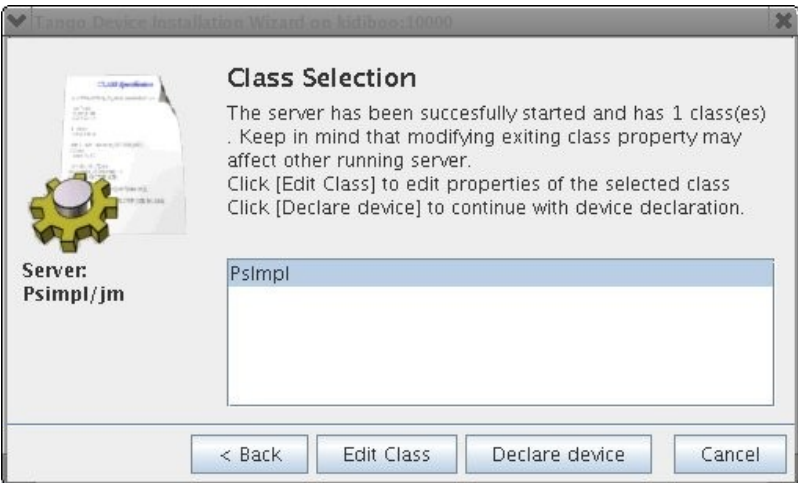 Tango Device Installation Wizard on kidiboo:10000
Class Selection
The server has been succesfully started and has 1 class(es)
. Keep in mind that modifying exiting class property may
affect other running server.
Click [Edit Class] to edit properties of the selected class
Click [Declare device] to continue with device declaration.
Server:
Psimpl/jm
PsImpl
< Back
Edit Class
Declare device
Cancel